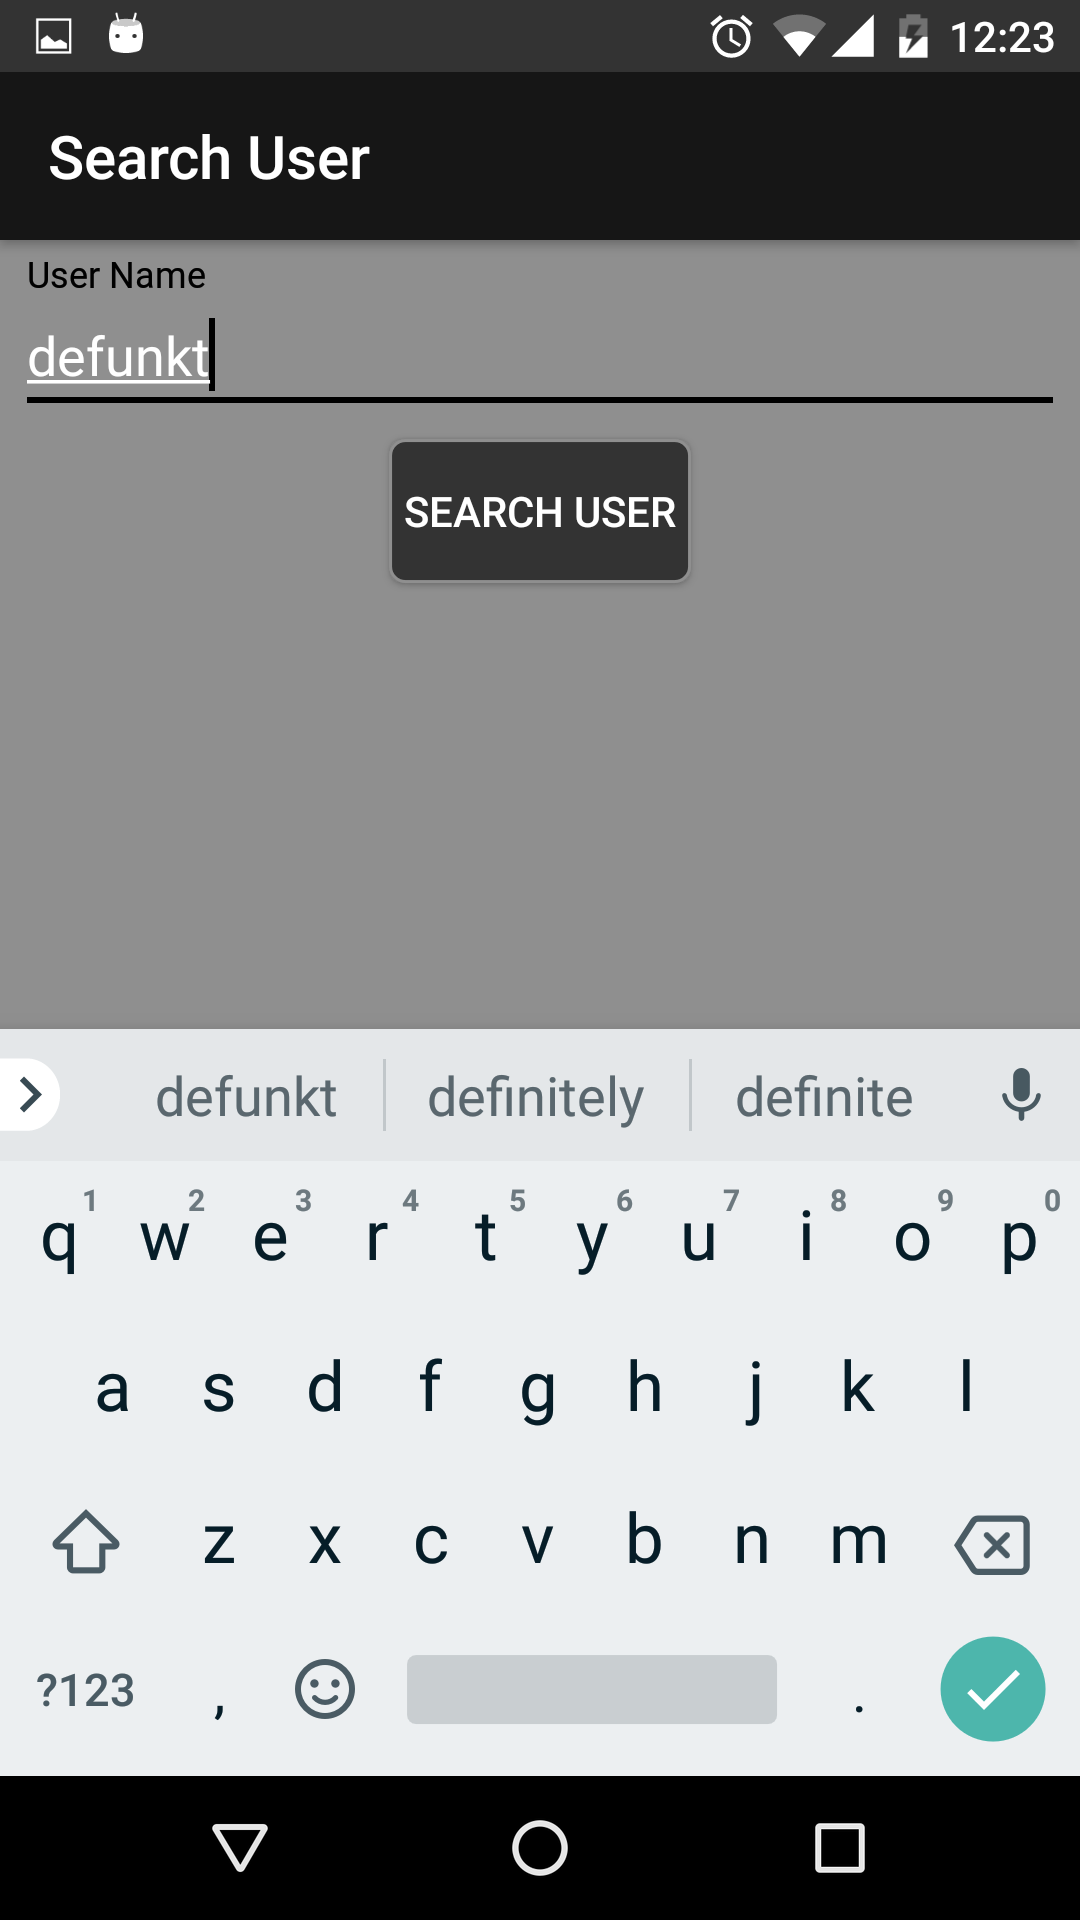 12:23
Search User
User Name
defunkt
SEARCH USER
defunkt definitely definite
1 2 3 4 5 6 7 8 9 0
q w e r t y u i o p
a s d f g h j k l
z x c v b n m
?123 , .